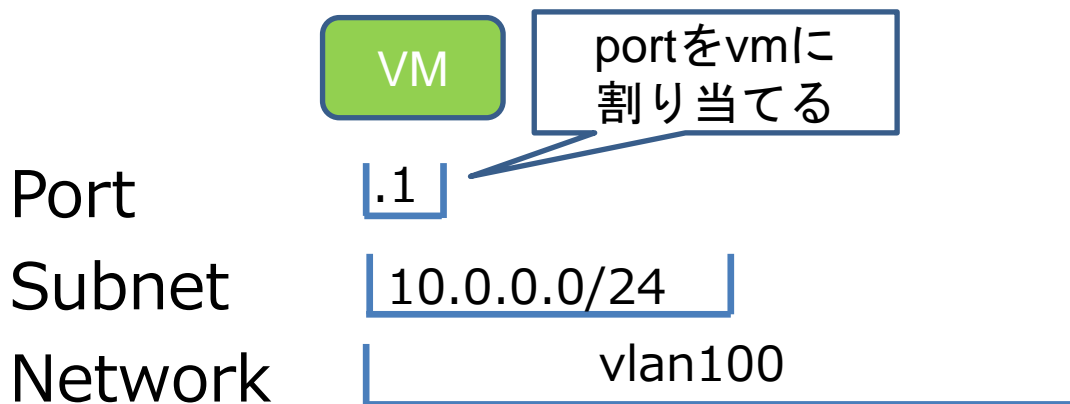 VM
portをvmに
割り当てる
Port
.1
Subnet
10.0.0.0/24
Network
vlan100